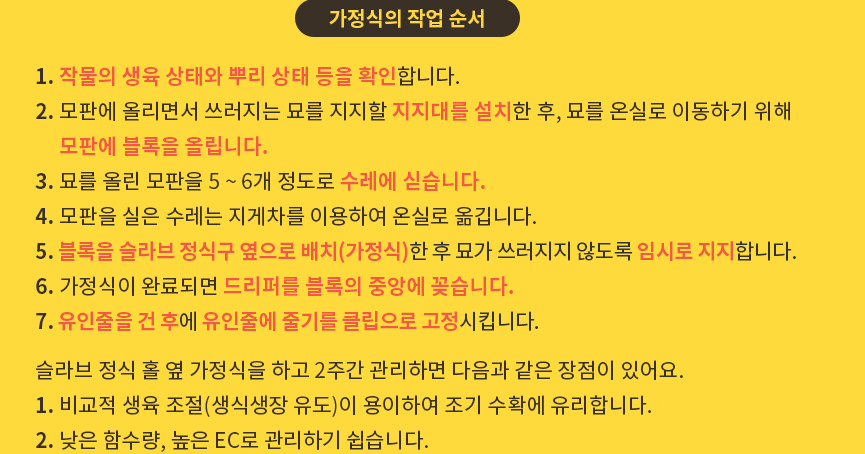 가정식의 작업 순서
1. 작물의 생육 상태와 뿌리 상태 등을 확인합니다.
2. 모판에 올리면서 쓰러지는 묘를 지지할 지지대를 설치한 후, 묘를 온실로 이동하기 위해
모판에 블록을 올립니다.
3. 묘를 올린 모판을 5 ~ 6개 정도로 수레에 싣습니다.
4. 모판을 실은 수레는 지게차를 이용하여 온실로 옮깁니다.
5. 블록을 슬라브 정식구 옆으로 배치(가정식)한 후 묘가 쓰러지지 않도록 임시로 지지합니다.
6. 가정식이 완료되면 드리퍼를 블록의 중앙에 꽂습니다.
7. 유인줄을 건 후에 유인줄에 줄기를 클립으로 고정시킵니다.
슬라브 정식 홀 옆 가정식을 하고 2주간 관리하면 다음과 같은 장점이 있어요.
1. 비교적 생육 조절(생식생장 유도)이 용이하여 조기 수확에 유리합니다.
2. 낮은 함수량, 높은 EC로 관리하기 쉽습니다.